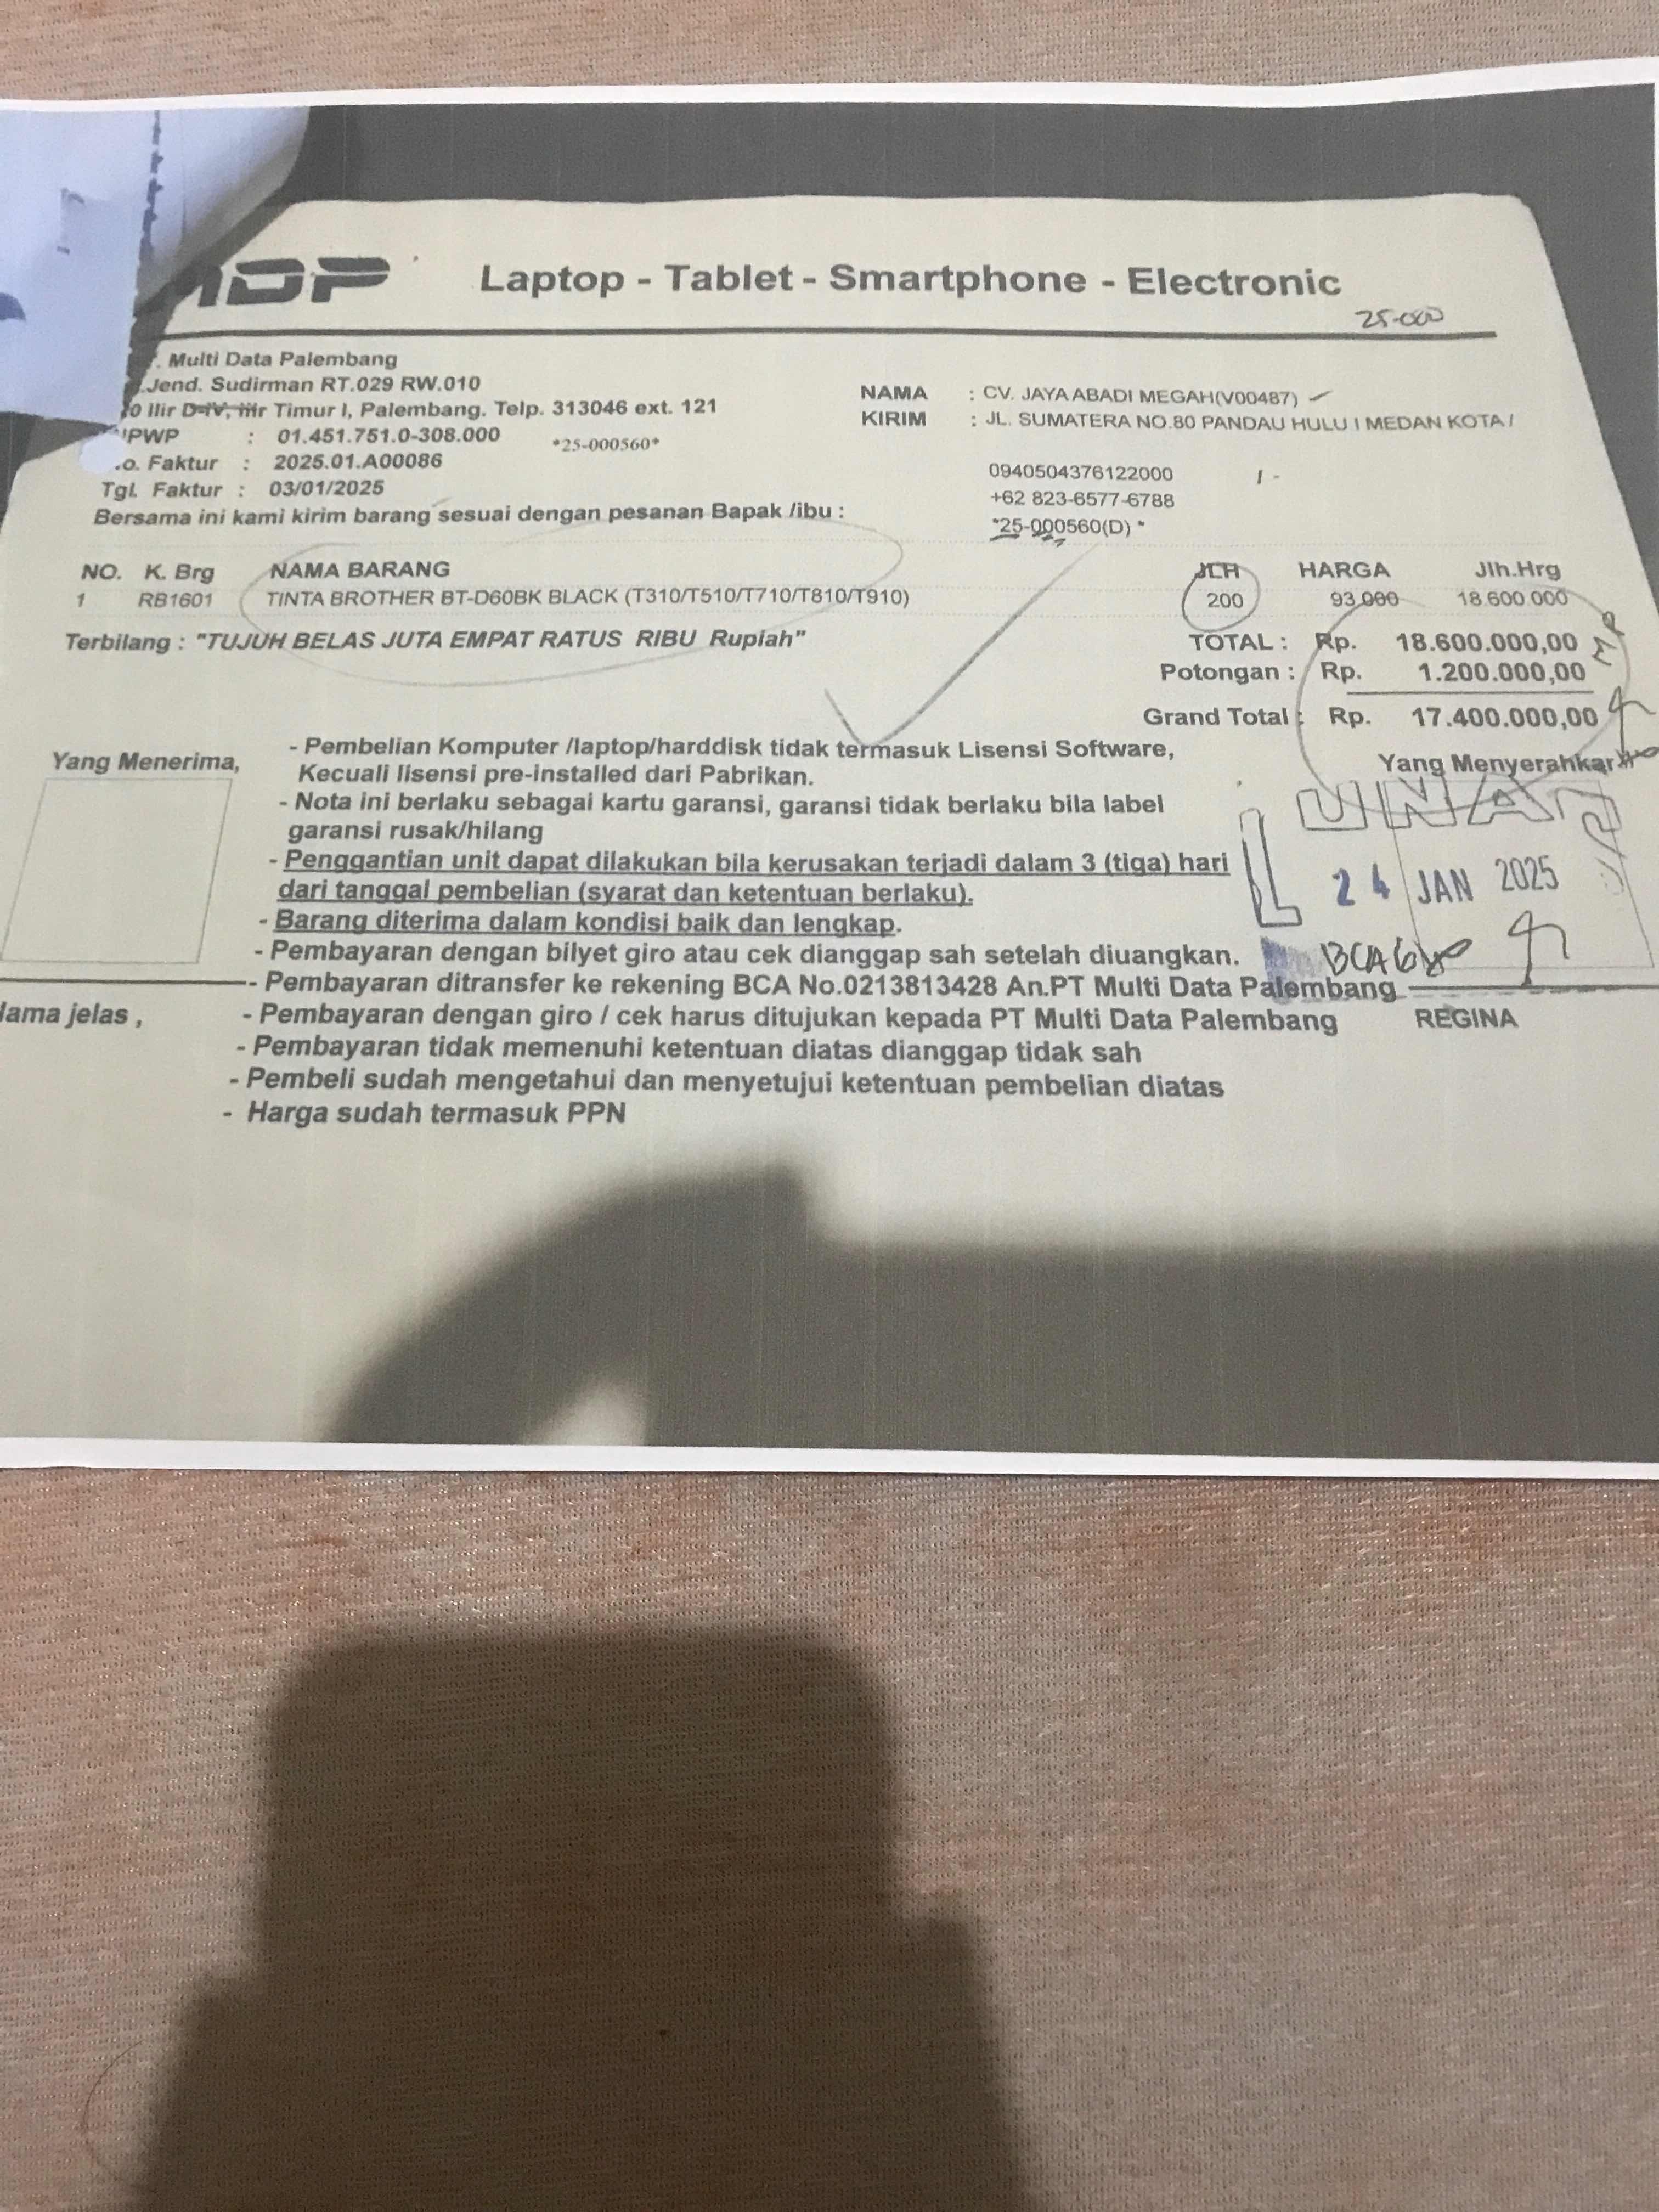 MDP Laptop - Tablet - Smartphone - Electronic
25-000
. Multi Data Palembang
Jend. Sudirman RT.029 RW.010
Ilir D-IV, Ilir Timur I, Palembang. Telp. 313046 ext. 121
NPWP : 01.451.751.0-308.000 *25-000560*
o. Faktur : 2025.01.A00086
Tgl. Faktur : 03/01/2025
NAMA : CV. JAYA ABADI MEGAH(V00487)
KIRIM : JL. SUMATERA NO.80 PANDAU HULU I MEDAN KOTA /
0940504376122000 / -
+62 823-6577-6788
*25-000560(D) *
Bersama ini kami kirim barang sesuai dengan pesanan Bapak /ibu :
NO. K. Brg NAMA BARANG JLH HARGA Jlh.Hrg
1 RB1601 TINTA BROTHER BT-D60BK BLACK (T310/T510/T710/T810/T910) 200 93.000 18.600.000
Terbilang : "TUJUH BELAS JUTA EMPAT RATUS RIBU Rupiah"
TOTAL : Rp. 18.600.000,00
Potongan : Rp. 1.200.000,00
Grand Total : Rp. 17.400.000,00
Yang Menerima,
Yang Menyerahkan
- Pembelian Komputer /laptop/harddisk tidak termasuk Lisensi Software,
Kecuali lisensi pre-installed dari Pabrikan.
- Nota ini berlaku sebagai kartu garansi, garansi tidak berlaku bila label
garansi rusak/hilang
- Penggantian unit dapat dilakukan bila kerusakan terjadi dalam 3 (tiga) hari
dari tanggal pembelian (syarat dan ketentuan berlaku).
- Barang diterima dalam kondisi baik dan lengkap.
- Pembayaran dengan bilyet giro atau cek dianggap sah setelah diuangkan.
- Pembayaran ditransfer ke rekening BCA No.0213813428 An.PT Multi Data Palembang
- Pembayaran dengan giro / cek harus ditujukan kepada PT Multi Data Palembang
- Pembayaran tidak memenuhi ketentuan diatas dianggap tidak sah
- Pembeli sudah mengetahui dan menyetujui ketentuan pembelian diatas
- Harga sudah termasuk PPN
LUNAS
24 JAN 2025
BCA
REGINA
Nama jelas ,